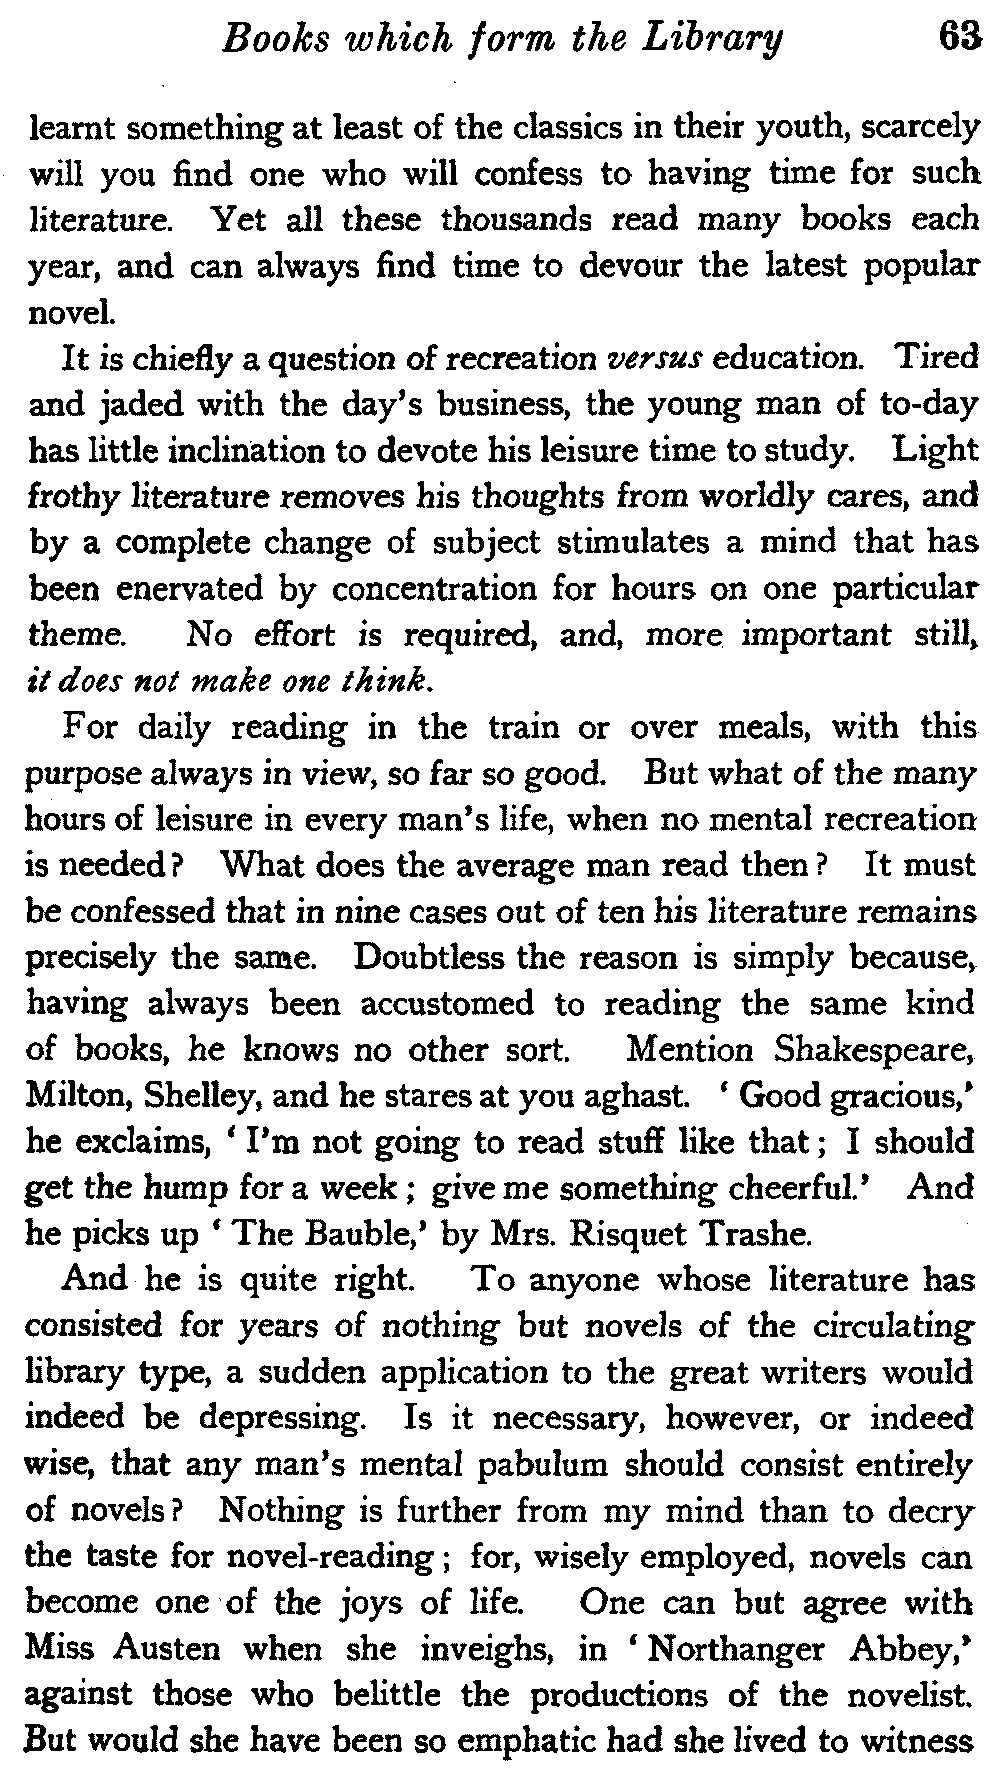 Books which form the Library 63
learnt something at least of the classics in their youth, scarcely
will you find one who will confess to having time for such
literature. Yet all these thousands read many books each
year, and can always find time to devour the latest popular
novel.
It is chiefly a question of recreation versus education. Tired
and jaded with the day's business, the young man of to-day
has little inclination to devote his leisure time to study. Light
frothy literature removes his thoughts from worldly cares, and
by a complete change of subject stimulates a mind that has
been enervated by concentration for hours on one particular
theme. No effort is required, and, more important still,
it does not make one think.
For daily reading in the train or over meals, with this
purpose always in view, so far so good. But what of the many
hours of leisure in every man's life, when no mental recreation
is needed? What does the average man read then? It must
be confessed that in nine cases out of ten his literature remains
precisely the same. Doubtless the reason is simply because,
having always been accustomed to reading the same kind
of books, he knows no other sort. Mention Shakespeare,
Milton, Shelley, and he stares at you aghast. ‘Good gracious,’
he exclaims, ‘I'm not going to read stuff like that; I should
get the hump for a week; give me something cheerful.’ And
he picks up ‘The Bauble,’ by Mrs. Risquet Trashe.
And he is quite right. To anyone whose literature has
consisted for years of nothing but novels of the circulating
library type, a sudden application to the great writers would
indeed be depressing. Is it necessary, however, or indeed
wise, that any man's mental pabulum should consist entirely
of novels? Nothing is further from my mind than to decry
the taste for novel-reading; for, wisely employed, novels can
become one of the joys of life. One can but agree with
Miss Austen when she inveighs, in ‘Northanger Abbey,’
against those who belittle the productions of the novelist.
But would she have been so emphatic had she lived to witness